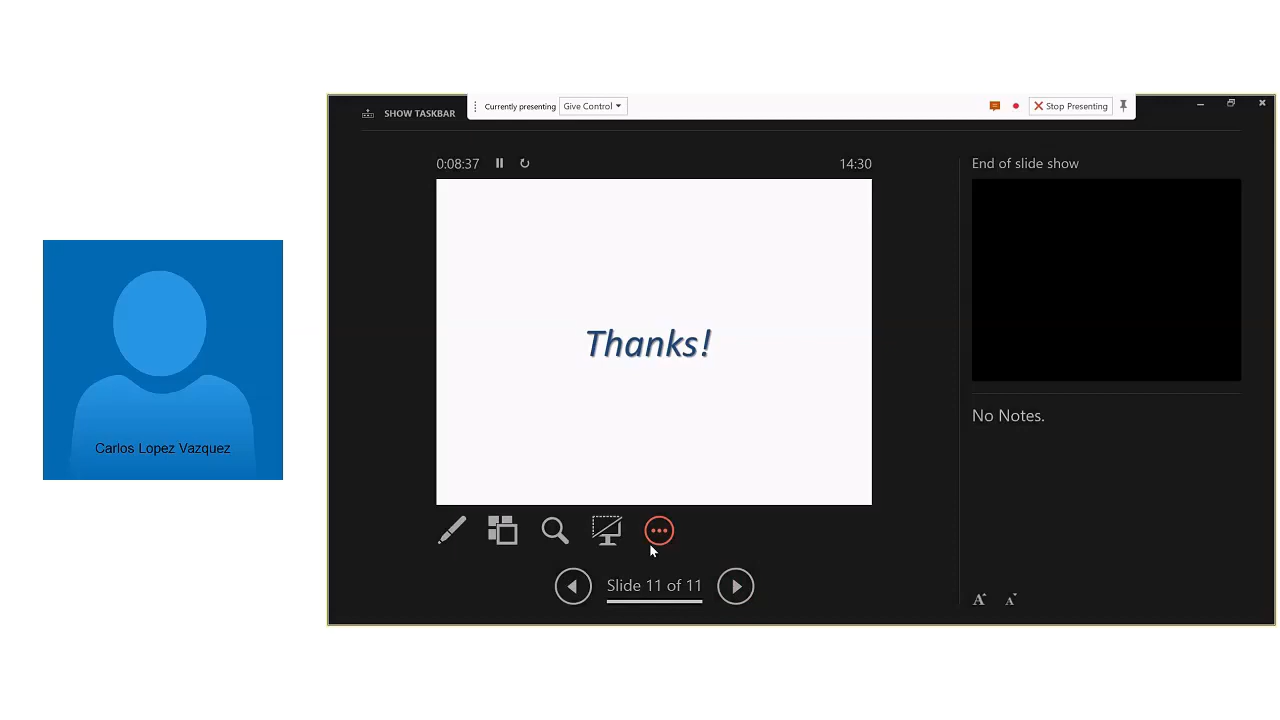 SHOW TASKBAR
Currently presenting
Give Control
Stop Presenting
0:08:37
14:30
End of slide show
Thanks!
Carlos Lopez Vazquez
No Notes.
Slide 11 of 11
A A